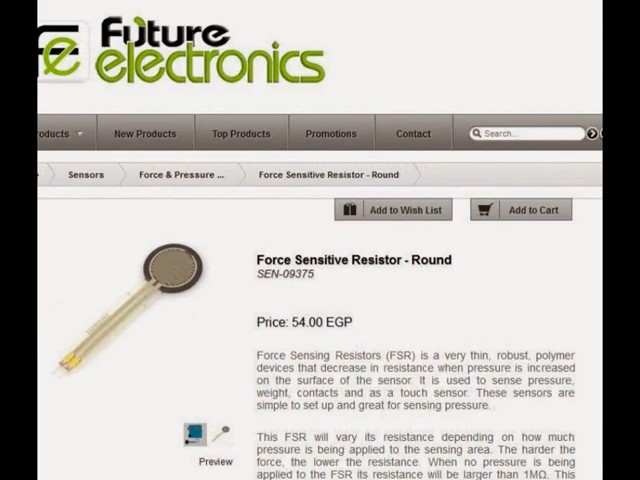 Future
fe electronics
roducts New Products Top Products Promotions Contact Search...
Sensors Force & Pressure ... Force Sensitive Resistor - Round
Add to Wish List Add to Cart
Force Sensitive Resistor - Round
SEN-09375
Price: 54.00 EGP
Force Sensing Resistors (FSR) is a very thin, robust, polymer
devices that decrease in resistance when pressure is increased
on the surface of the sensor. It is used to sense pressure,
weight, contacts and as a touch sensor. These sensors are
simple to set up and great for sensing pressure.
This FSR will vary its resistance depending on how much
pressure is being applied to the sensing area. The harder the
force, the lower the resistance. When no pressure is being
applied to the FSR its resistance will be larger than 1MΩ. This
Preview